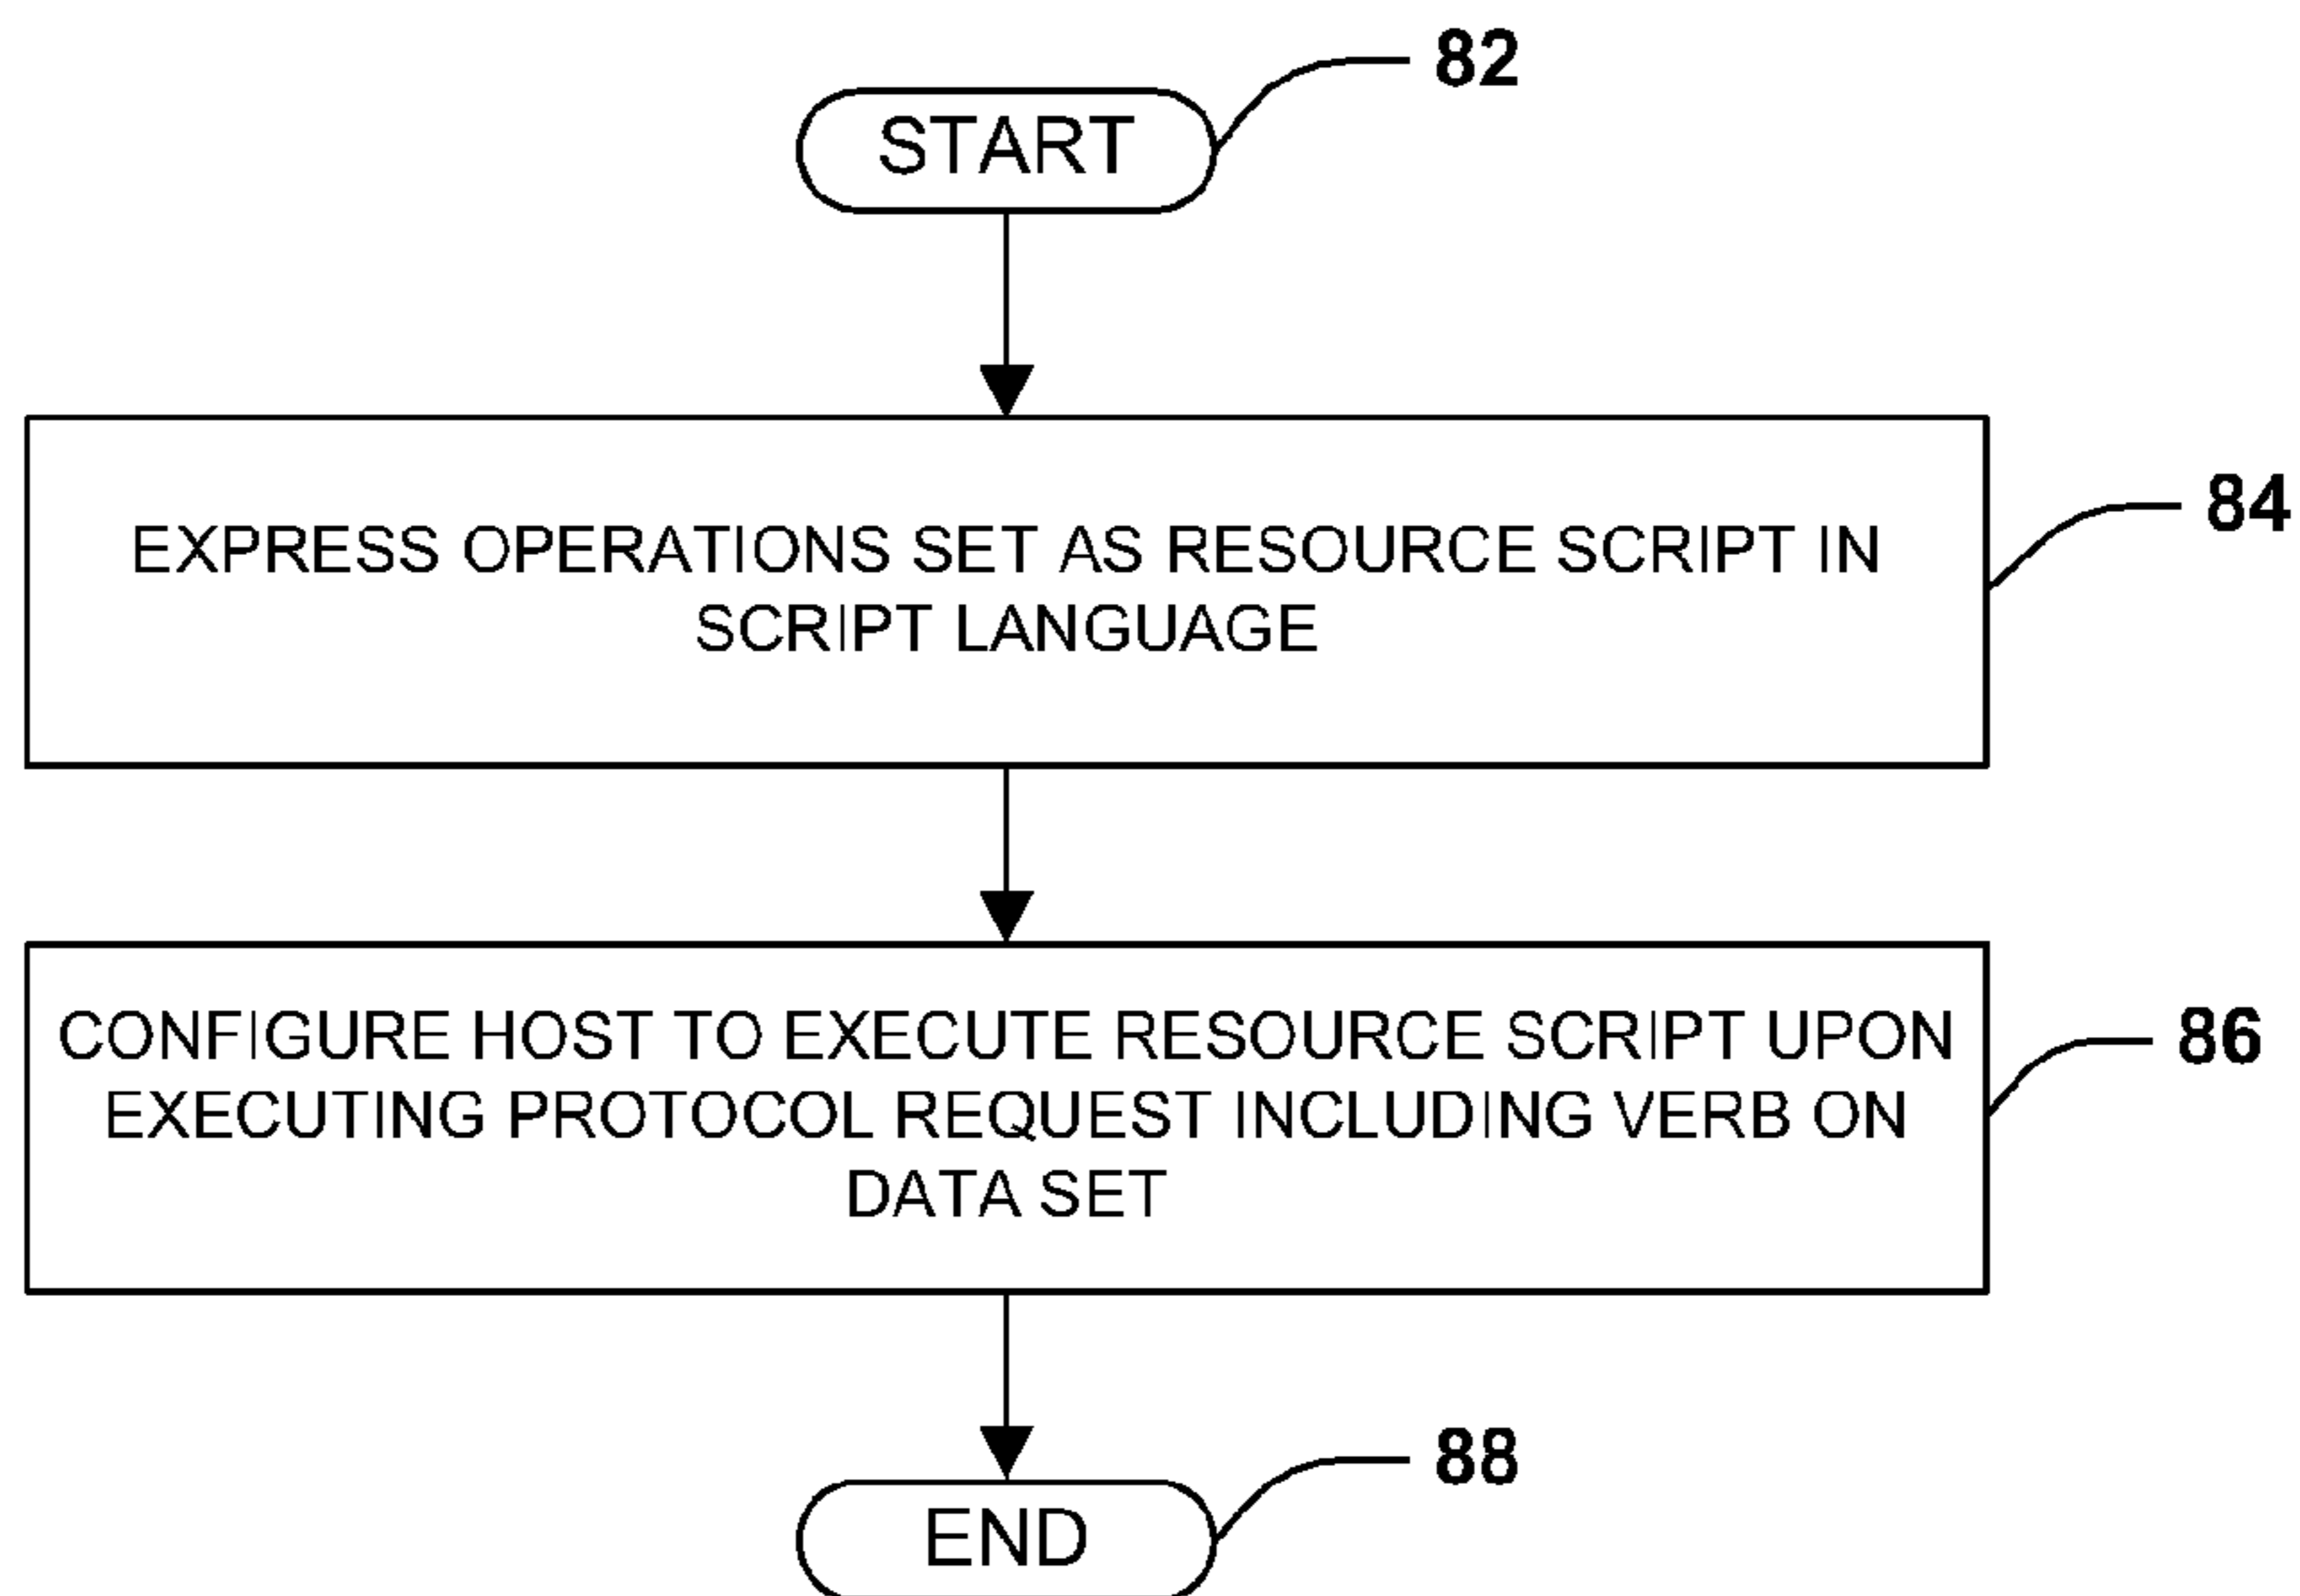 82
START
84
EXPRESS OPERATIONS SET AS RESOURCE SCRIPT IN
SCRIPT LANGUAGE
86
CONFIGURE HOST TO EXECUTE RESOURCE SCRIPT UPON
EXECUTING PROTOCOL REQUEST INCLUDING VERB ON
DATA SET
88
END